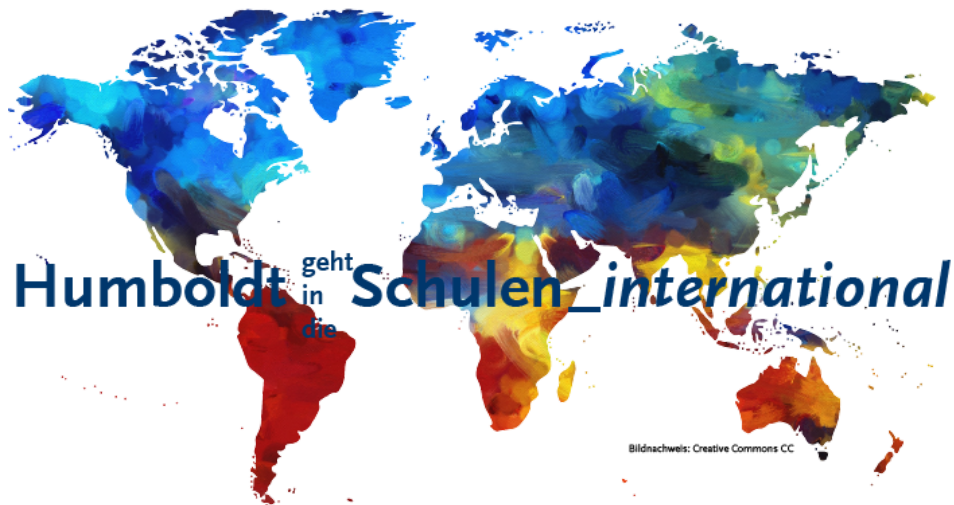 Humboldt geht in die Schulen_international
Bildnachweis: Creative Commons CC